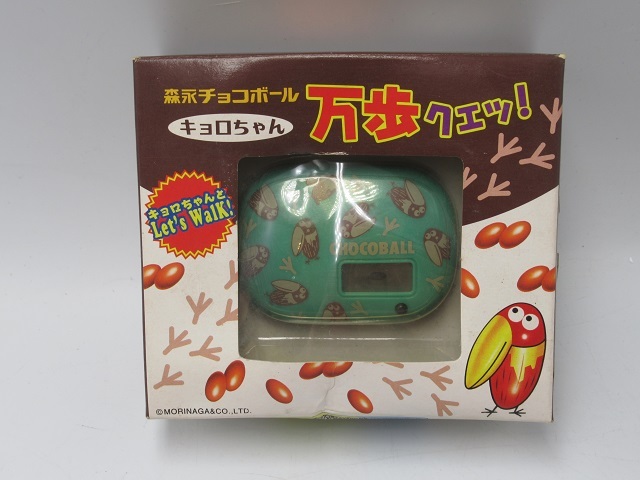 森永チョコボール
キョロちゃん
万歩クエッ!
キョロちゃんと
Let's Walk!
CHOCOBALL
©MORINAGA&CO.,LTD.